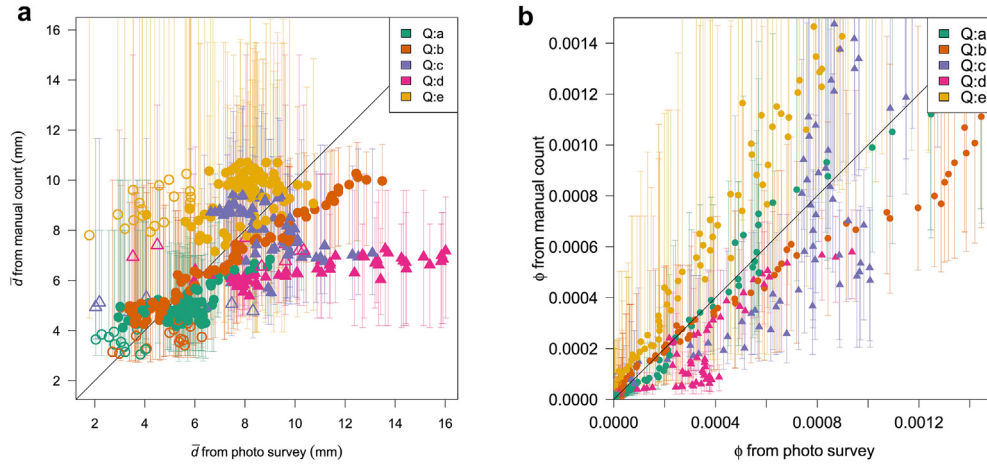 a
16
14
12
10
8
6
4
2
2 4 6 8 10 12 14 16
d̅ from manual count (mm)
d̅ from photo survey (mm)
Q:a
Q:b
Q:c
Q:d
Q:e
b
0.0014
0.0012
0.0010
0.0008
0.0006
0.0004
0.0002
0.0000
0.0000 0.0004 0.0008 0.0012
ϕ from manual count
ϕ from photo survey
Q:a
Q:b
Q:c
Q:d
Q:e